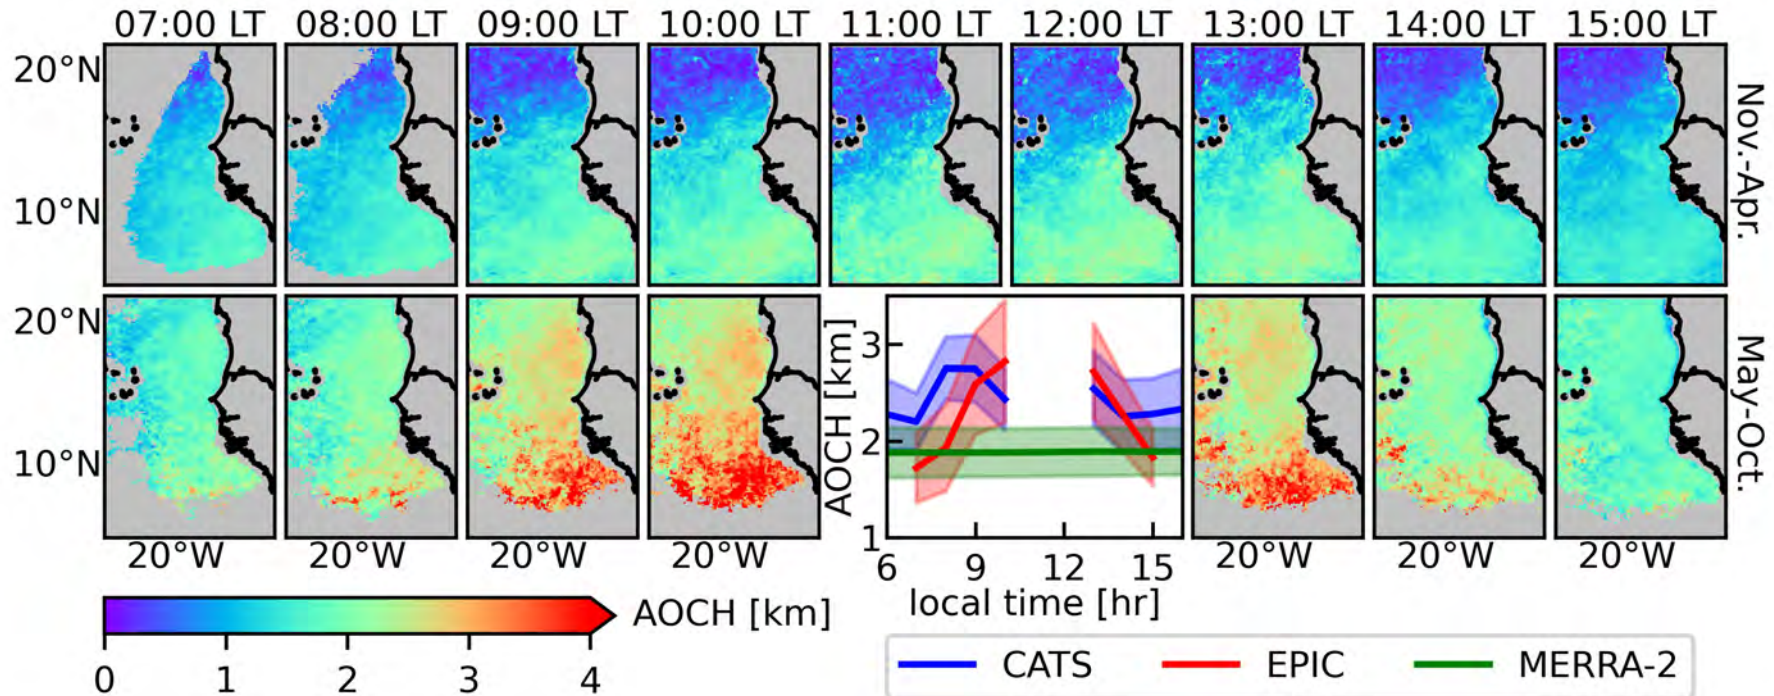 07:00 LT 08:00 LT 09:00 LT 10:00 LT 11:00 LT 12:00 LT 13:00 LT 14:00 LT 15:00 LT
20°N
10°N
Nov.-Apr.
20°N
10°N
May-Oct.
20°W 20°W 20°W 20°W 20°W 20°W 20°W
AOCH [km]
3
2
1
6 9 12 15
local time [hr]
AOCH [km]
0 1 2 3 4
CATS EPIC MERRA-2